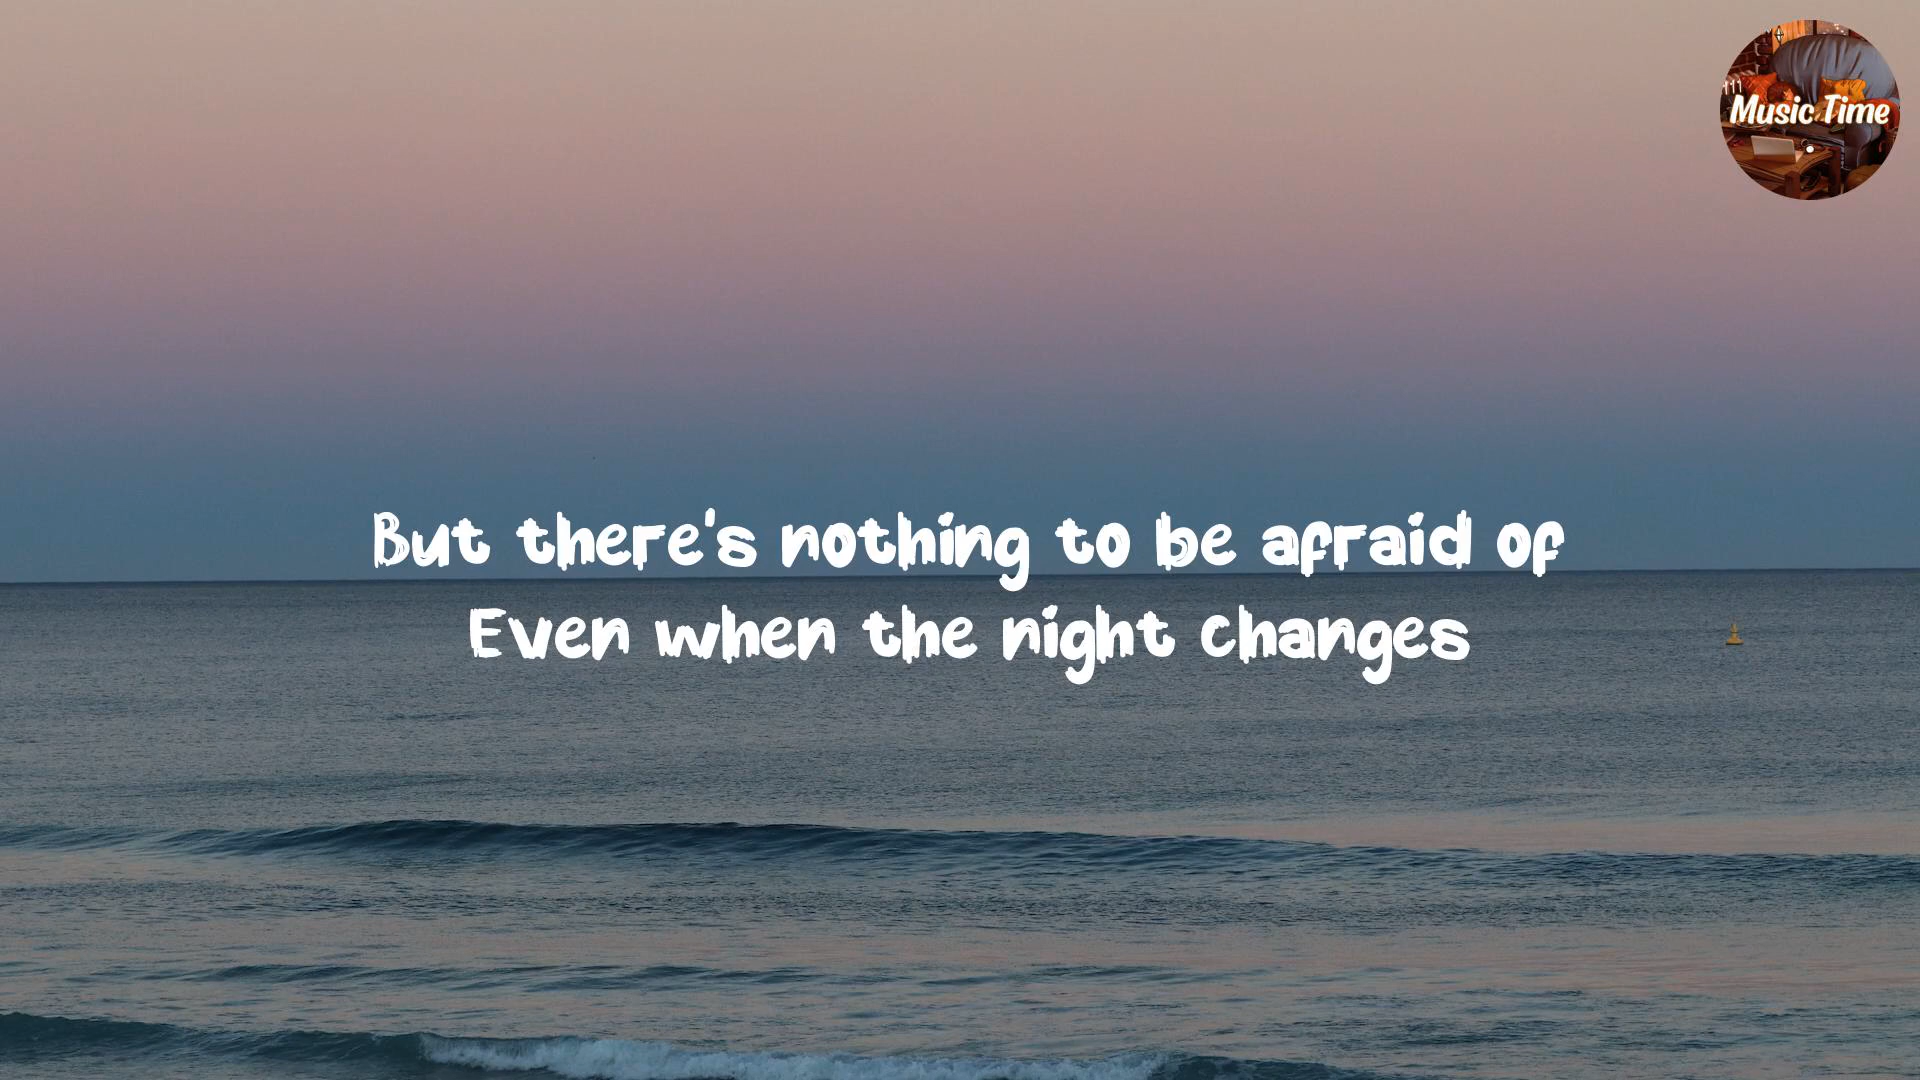 Music Time
But there's nothing to be afraid of
Even when the night changes